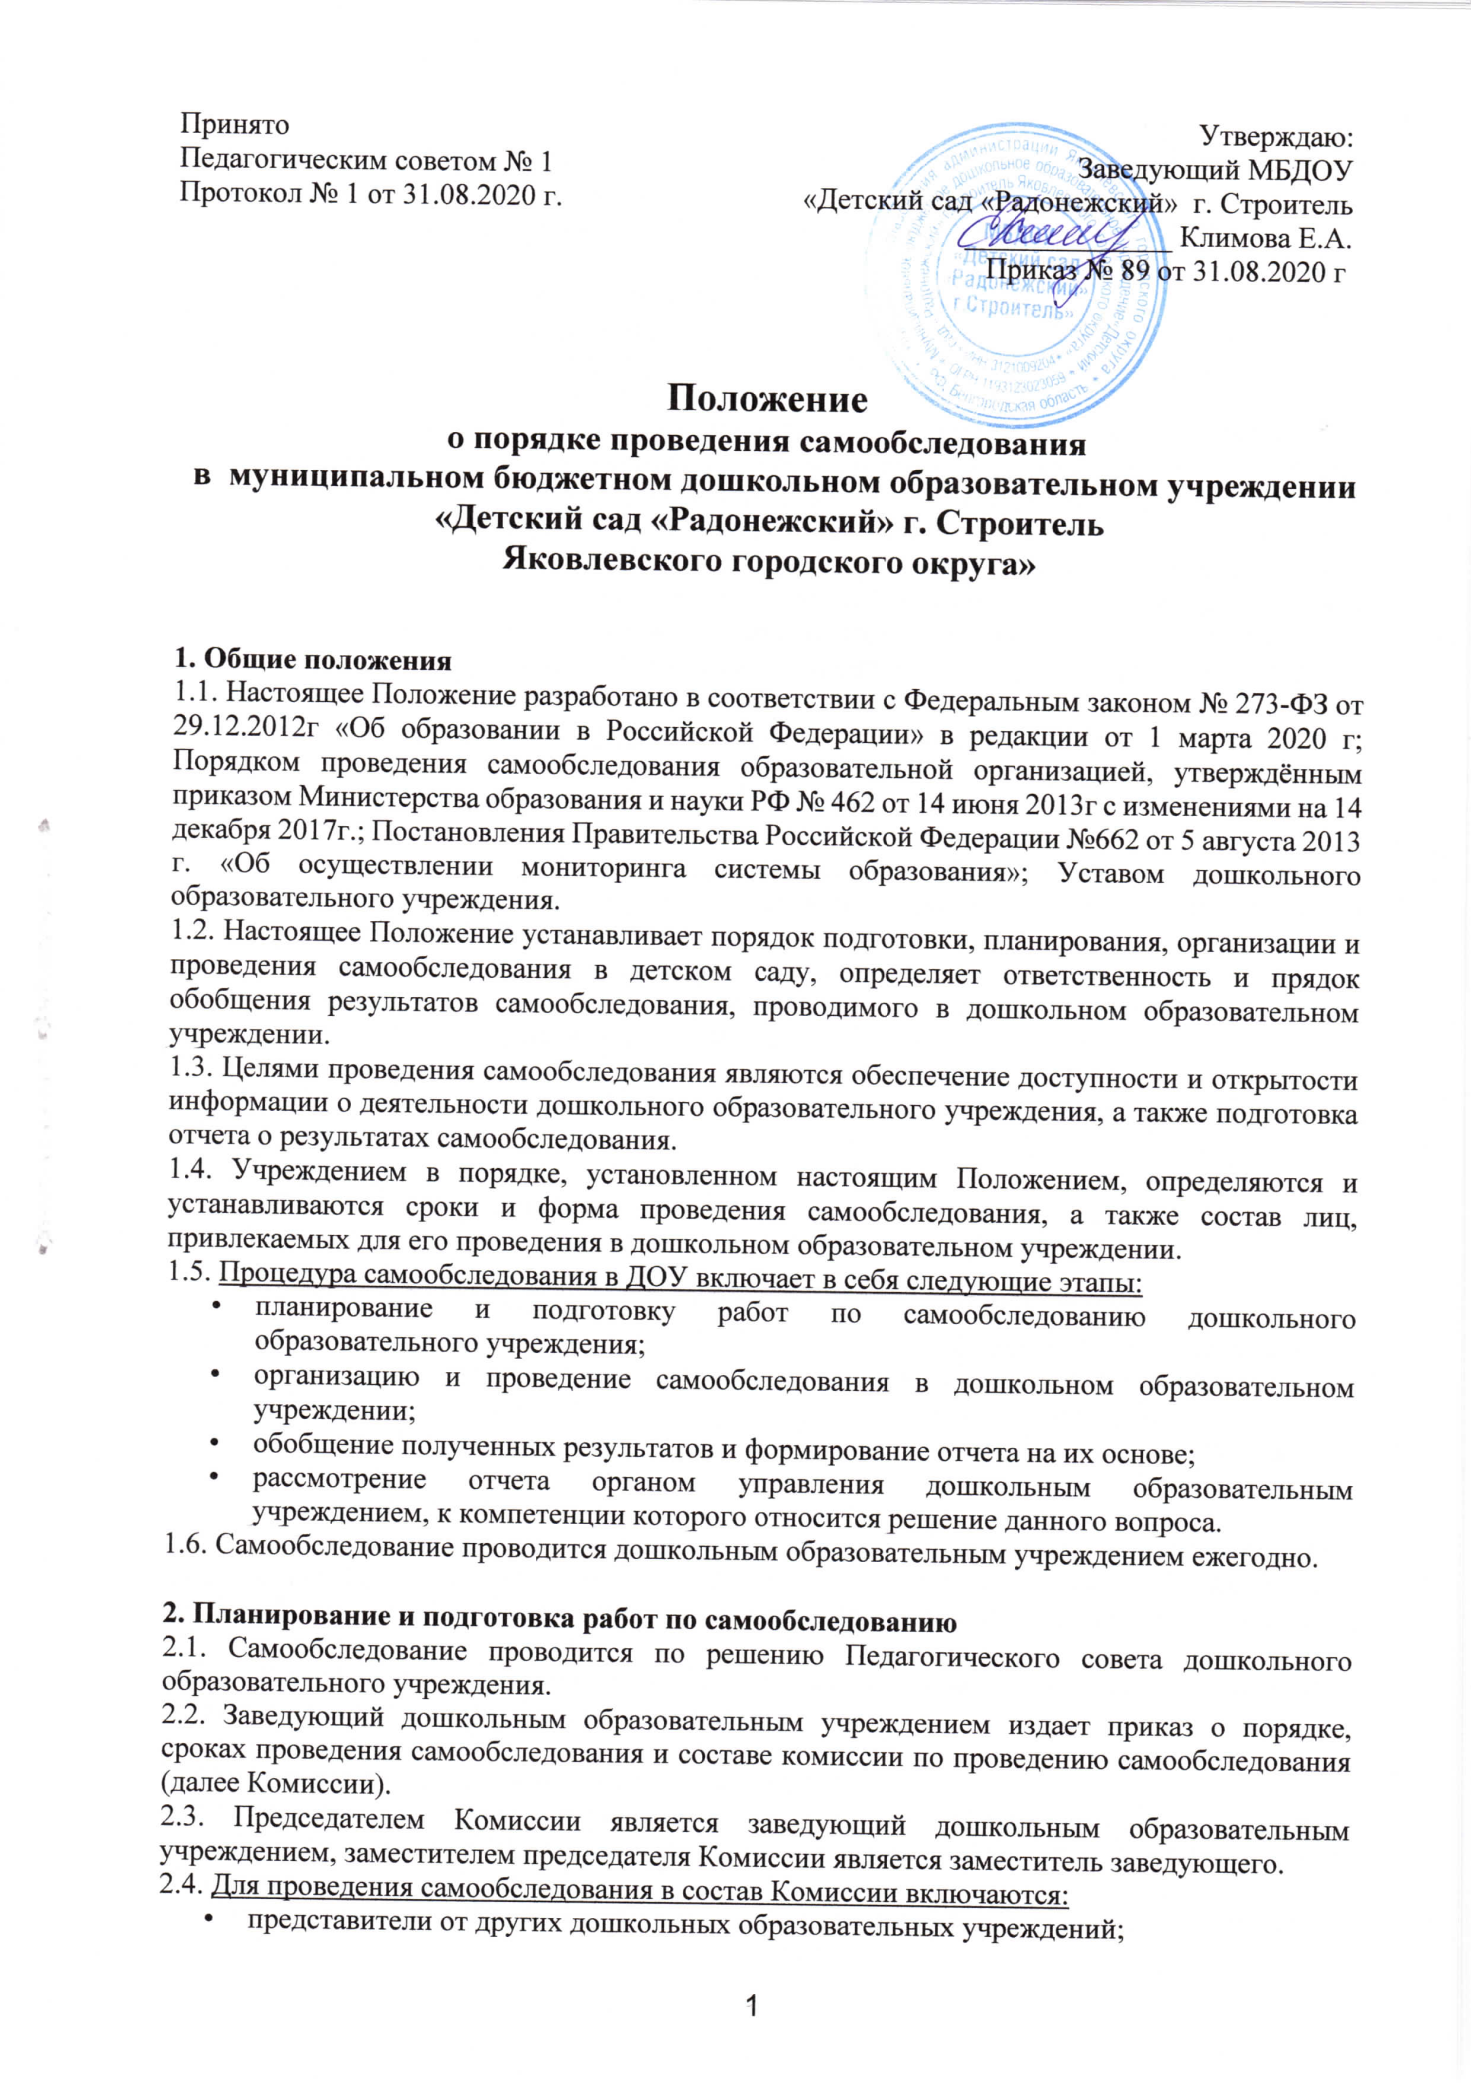 Принято
Педагогическим советом № 1
Протокол № 1 от 31.08.2020 г.
Утверждаю:
Заведующий МБДОУ
«Детский сад «Радонежский» г. Строитель
Климова Е.А.
Приказ № 89 от 31.08.2020 г
«Детский сад
Радонежский»
г.Строитель»
Положение
о порядке проведения самообследования
в муниципальном бюджетном дошкольном образовательном учреждении
«Детский сад «Радонежский» г. Строитель
Яковлевского городского округа»
1. Общие положения
1.1. Настоящее Положение разработано в соответствии с Федеральным законом № 273-ФЗ от
29.12.2012г «Об образовании в Российской Федерации» в редакции от 1 марта 2020 г;
Порядком проведения самообследования образовательной организацией, утверждённым
приказом Министерства образования и науки РФ № 462 от 14 июня 2013г с изменениями на 14
декабря 2017г.; Постановления Правительства Российской Федерации №662 от 5 августа 2013
г. «Об осуществлении мониторинга системы образования»; Уставом дошкольного
образовательного учреждения.
1.2. Настоящее Положение устанавливает порядок подготовки, планирования, организации и
проведения самообследования в детском саду, определяет ответственность и прядок
обобщения результатов самообследования, проводимого в дошкольном образовательном
учреждении.
1.3. Целями проведения самообследования являются обеспечение доступности и открытости
информации о деятельности дошкольного образовательного учреждения, а также подготовка
отчета о результатах самообследования.
1.4. Учреждением в порядке, установленном настоящим Положением, определяются и
устанавливаются сроки и форма проведения самообследования, а также состав лиц,
привлекаемых для его проведения в дошкольном образовательном учреждении.
1.5. Процедура самообследования в ДОУ включает в себя следующие этапы:
• планирование и подготовку работ по самообследованию дошкольного
образовательного учреждения;
• организацию и проведение самообследования в дошкольном образовательном
учреждении;
• обобщение полученных результатов и формирование отчета на их основе;
• рассмотрение отчета органом управления дошкольным образовательным
учреждением, к компетенции которого относится решение данного вопроса.
1.6. Самообследование проводится дошкольным образовательным учреждением ежегодно.
2. Планирование и подготовка работ по самообследованию
2.1. Самообследование проводится по решению Педагогического совета дошкольного
образовательного учреждения.
2.2. Заведующий дошкольным образовательным учреждением издает приказ о порядке,
сроках проведения самообследования и составе комиссии по проведению самообследования
(далее Комиссии).
2.3. Председателем Комиссии является заведующий дошкольным образовательным
учреждением, заместителем председателя Комиссии является заместитель заведующего.
2.4. Для проведения самообследования в состав Комиссии включаются:
• представители от других дошкольных образовательных учреждений;
1